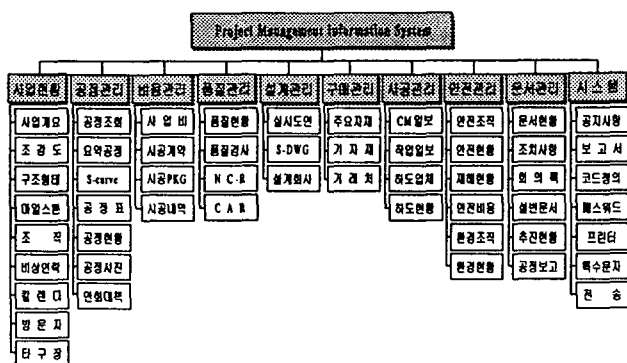 Project Management Information System
사업현황
사업개요
조감도
구조형태
마일스톤
조 직
비상연락
캘린더
방문자
타구장
공정관리
공정조회
요약공정
S-curve
공정표
공정현황
공정사진
만회대책
비용관리
사업비
시공계약
시공PKG
시공내역
품질관리
품질현황
품질검사
N C R
C A R
설계관리
실시도면
S-DWG
설계회사
구매관리
주요자재
기자재
거래처
시공관리
CM일보
작업일보
하도업체
하도현황
안전관리
안전조직
안전현황
재해현황
안전비용
환경조직
환경현황
문서관리
문서현황
조치사항
회의록
설변문서
추진현황
공정보고
시스템
공지사항
보고서
코드정의
패스워드
프린터
특수문자
전 송